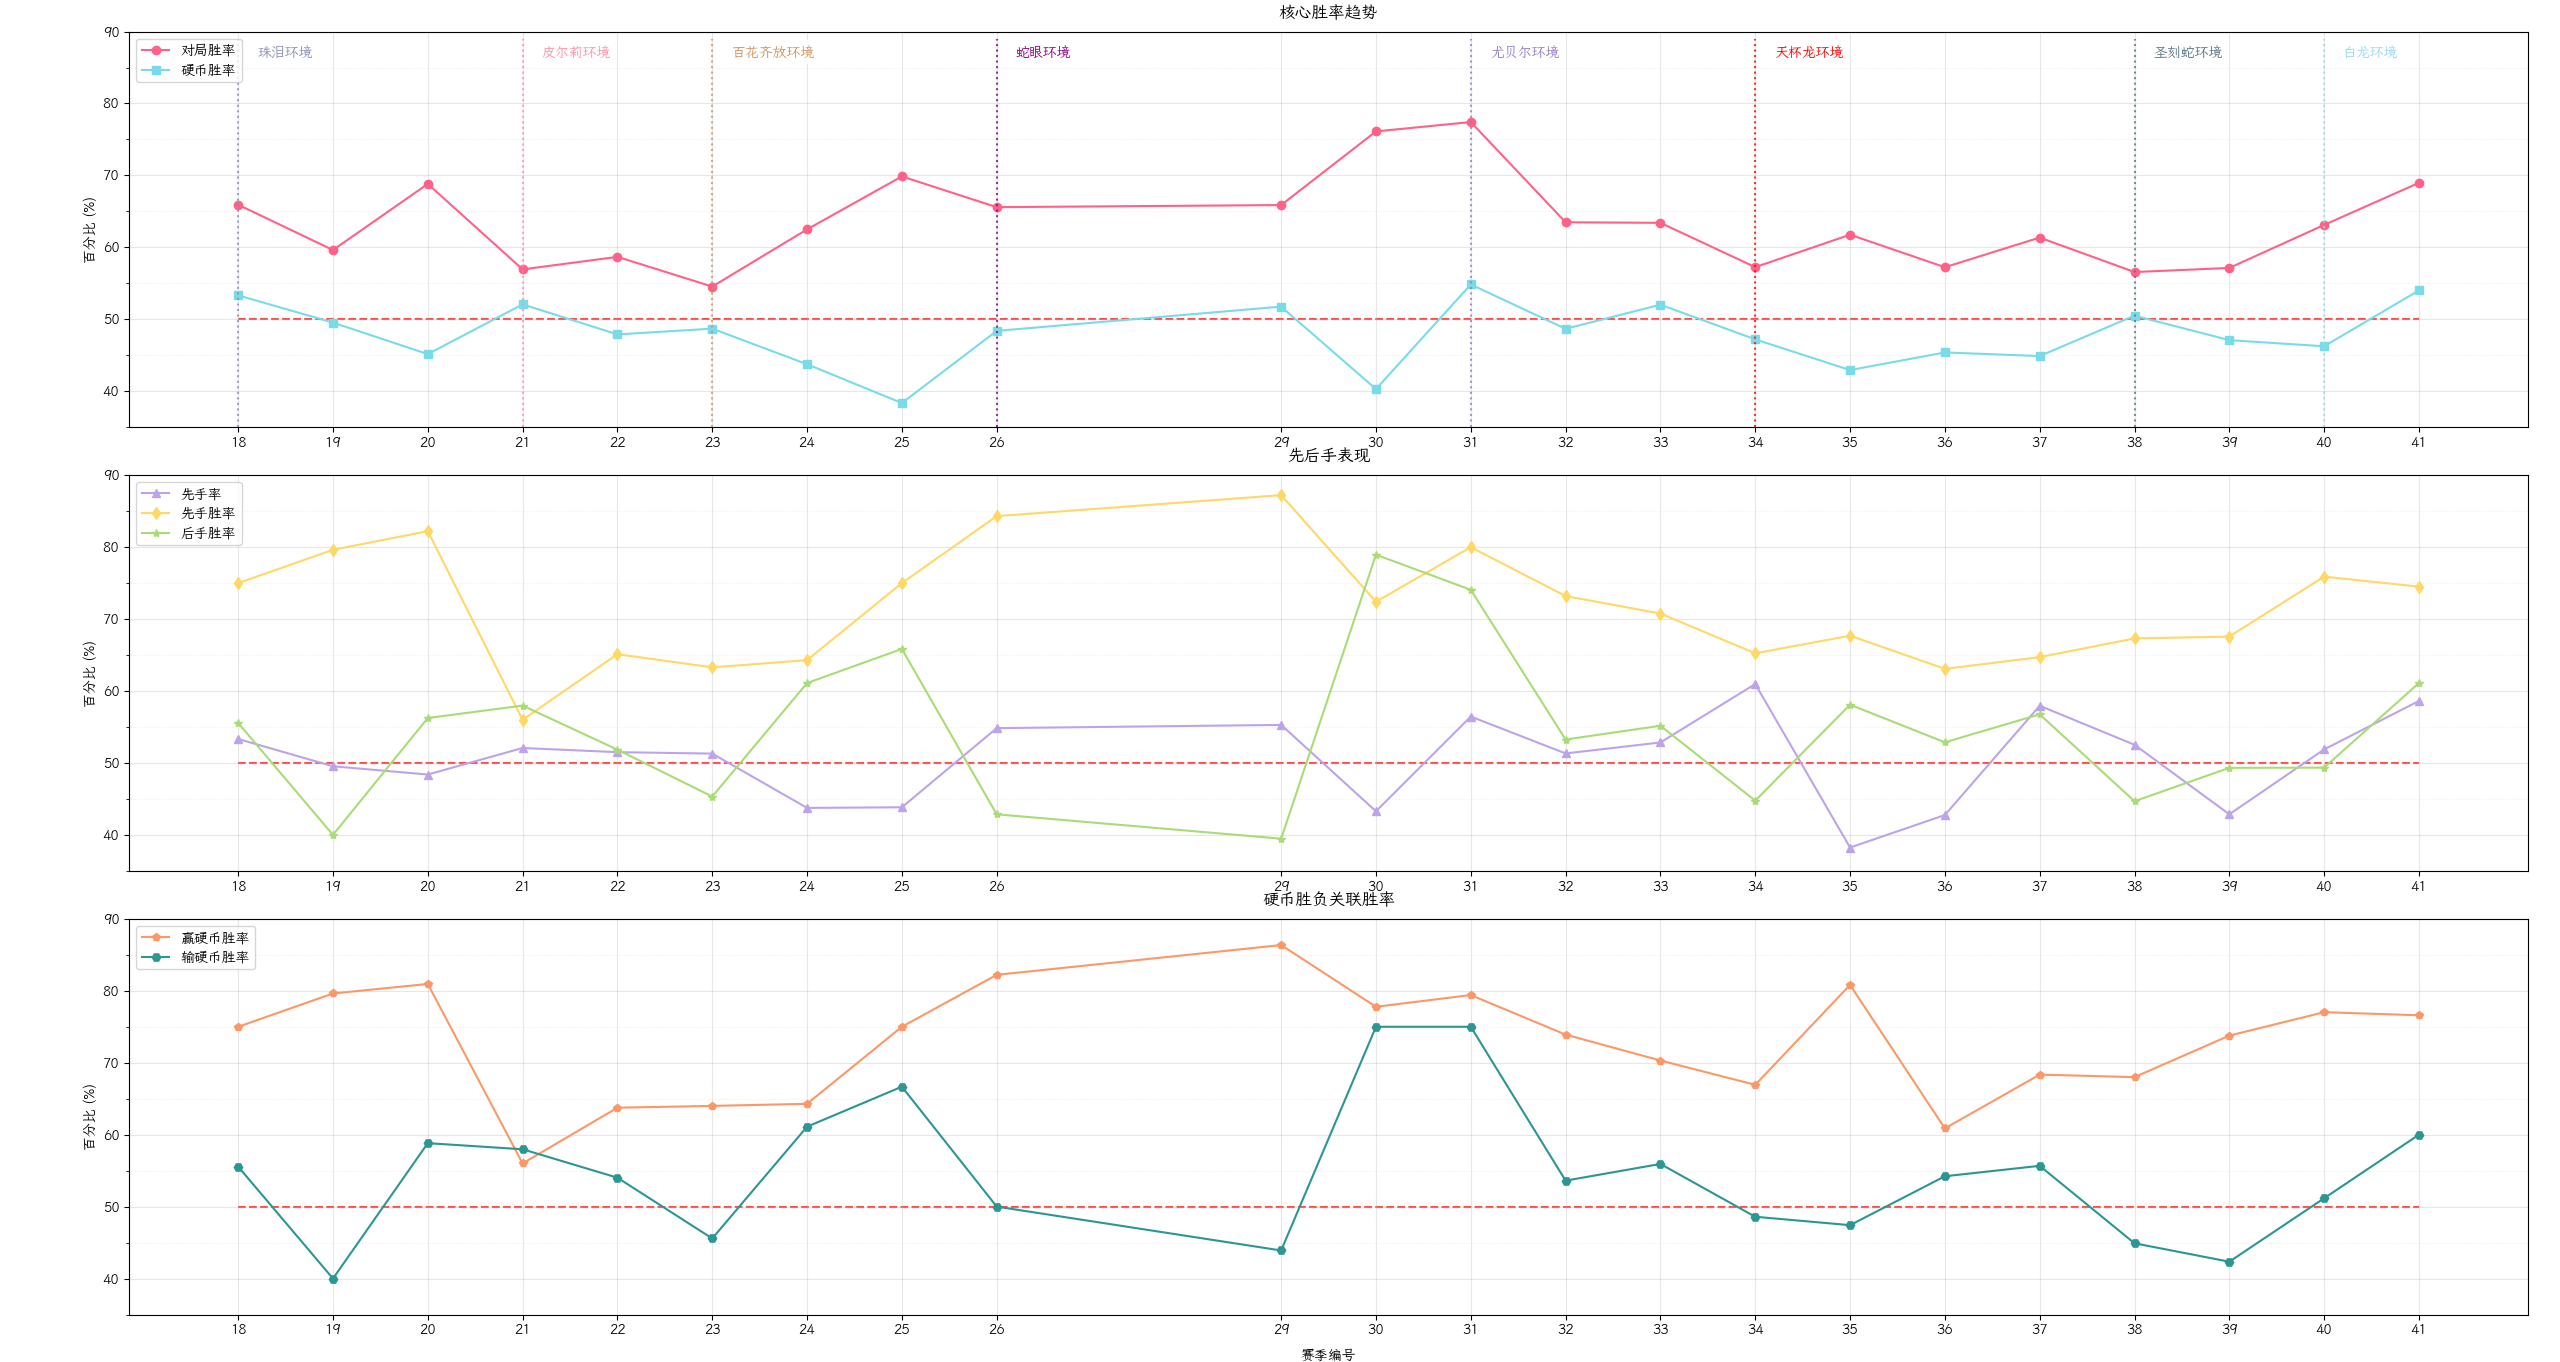 核心胜率趋势
90
80
70
60
50
40
百分比 (%)
对局胜率
硬币胜率
珠泪环境
皮尔莉环境
百花齐放环境
蛇眼环境
尤贝尔环境
天杯龙环境
圣刻蛇环境
白龙环境
18 19 20 21 22 23 24 25 26 29 30 31 32 33 34 35 36 37 38 39 40 41
先后手表现
90
80
70
60
50
40
百分比 (%)
先手率
先手胜率
后手胜率
18 19 20 21 22 23 24 25 26 29 30 31 32 33 34 35 36 37 38 39 40 41
硬币胜负关联胜率
90
80
70
60
50
40
百分比 (%)
赢硬币胜率
输硬币胜率
18 19 20 21 22 23 24 25 26 29 30 31 32 33 34 35 36 37 38 39 40 41
赛季编号